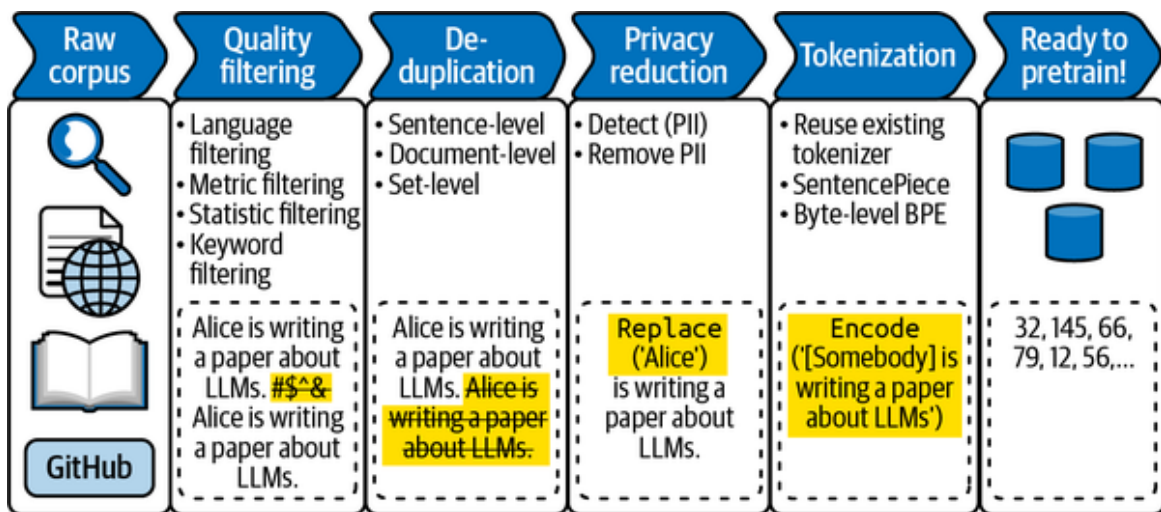 Raw
corpus
Quality
filtering
De-
duplication
Privacy
reduction
Tokenization
Ready to
pretrain!
GitHub
• Language
filtering
• Metric filtering
• Statistic filtering
• Keyword
filtering
Alice is writing
a paper about
LLMs. #$^&
Alice is writing
a paper about
LLMs.
• Sentence-level
• Document-level
• Set-level
Alice is writing
a paper about
LLMs. Alice is
writing a paper
about LLMs.
• Detect (PII)
• Remove PII
Replace
('Alice')
is writing a
paper about
LLMs.
• Reuse existing
tokenizer
• SentencePiece
• Byte-level BPE
Encode
('[Somebody] is
writing a paper
about LLMs')
32, 145, 66,
79, 12, 56,...